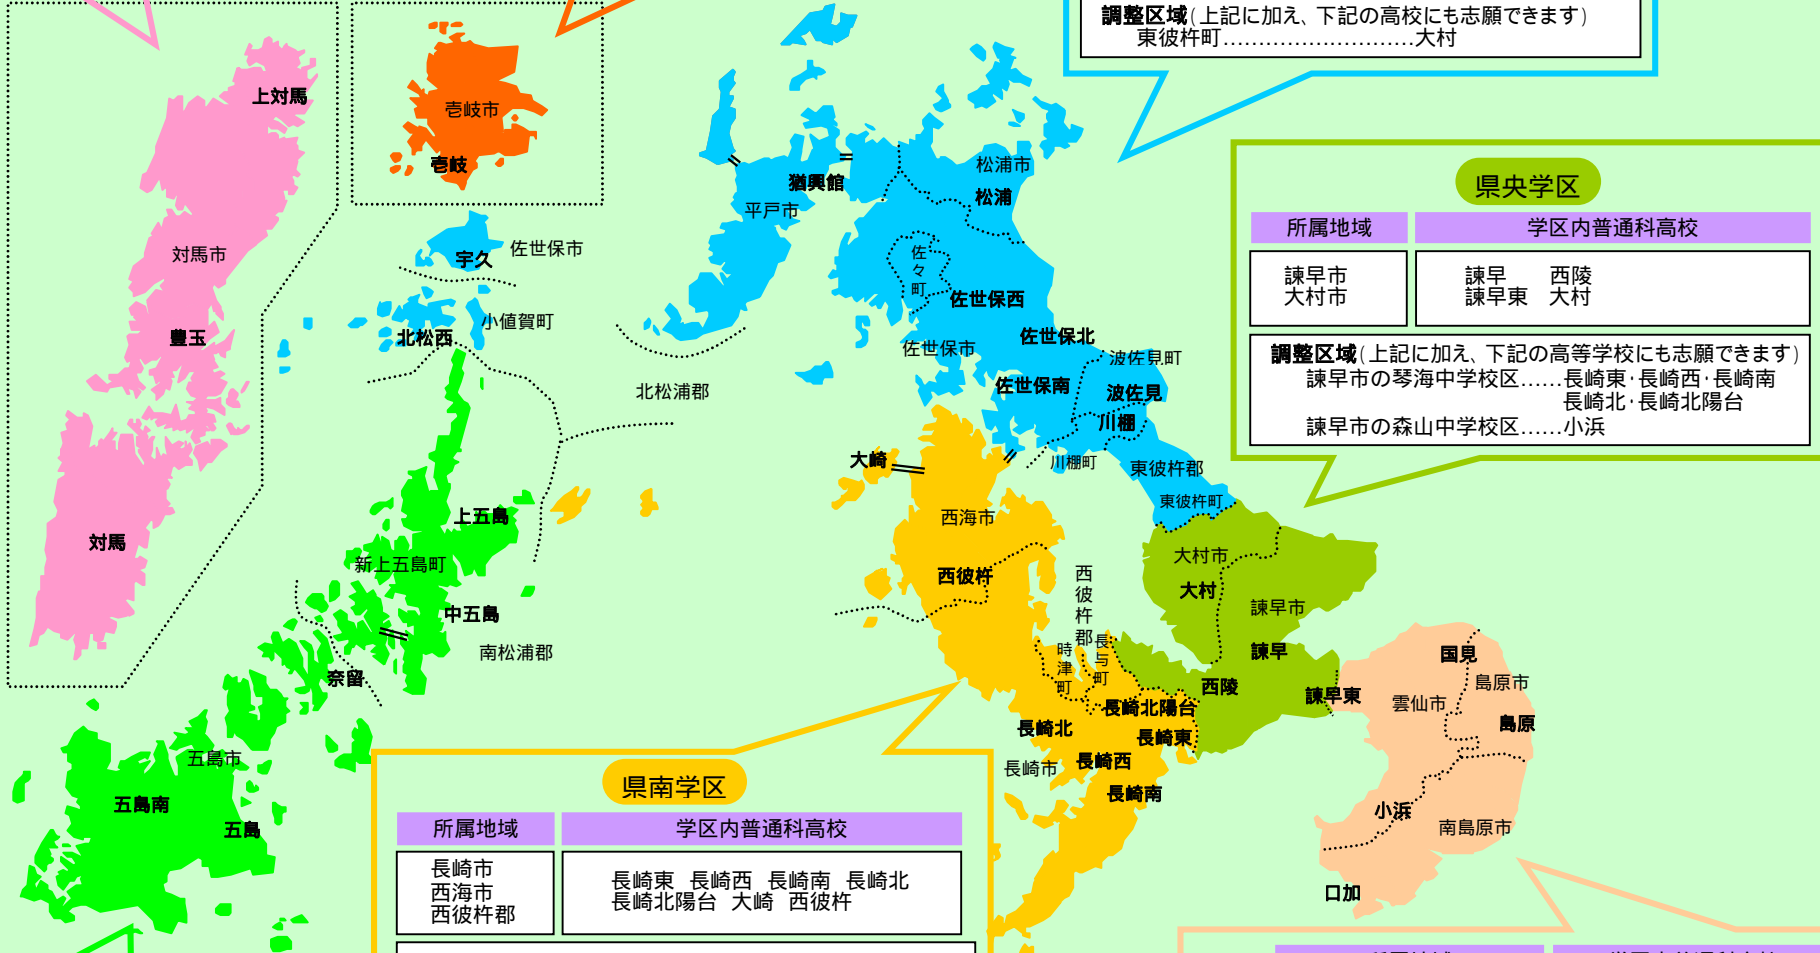 調整区域(上記に加え、下記の高校にも志願できます)
東彼杵町...........................大村
県央学区
所属地域 学区内普通科高校
諫早市 諫早 西陵
大村市 諫早東 大村
調整区域(上記に加え、下記の高等学校にも志願できます)
諫早市の琴海中学校区......長崎東・長崎西・長崎南
長崎北・長崎北陽台
諫早市の森山中学校区......小浜
上対馬
対馬市
豊玉
対馬
壱岐市
壱岐
宇久
佐世保市
小値賀町
北松西
北松浦郡
猶興館
平戸市
松浦市
松浦
佐々町
佐世保西
佐世保北
佐世保市
佐世保南
波佐見町
波佐見
川棚
川棚町
東彼杵郡
東彼杵町
上五島
新上五島町
中五島
南松浦郡
奈留
五島市
五島南
五島
大崎
西海市
西彼杵
西彼杵郡
時津町
長与町
長崎北陽台
長崎北
長崎東
長崎市
長崎西
長崎南
大村市
大村
諫早市
諫早
西陵
諫早東
国見
島原市
雲仙市
島原
小浜
南島原市
口加
県南学区
所属地域 学区内普通科高校
長崎市
西海市
西彼杵郡
長崎東 長崎西 長崎南 長崎北
長崎北陽台 大崎 西彼杵